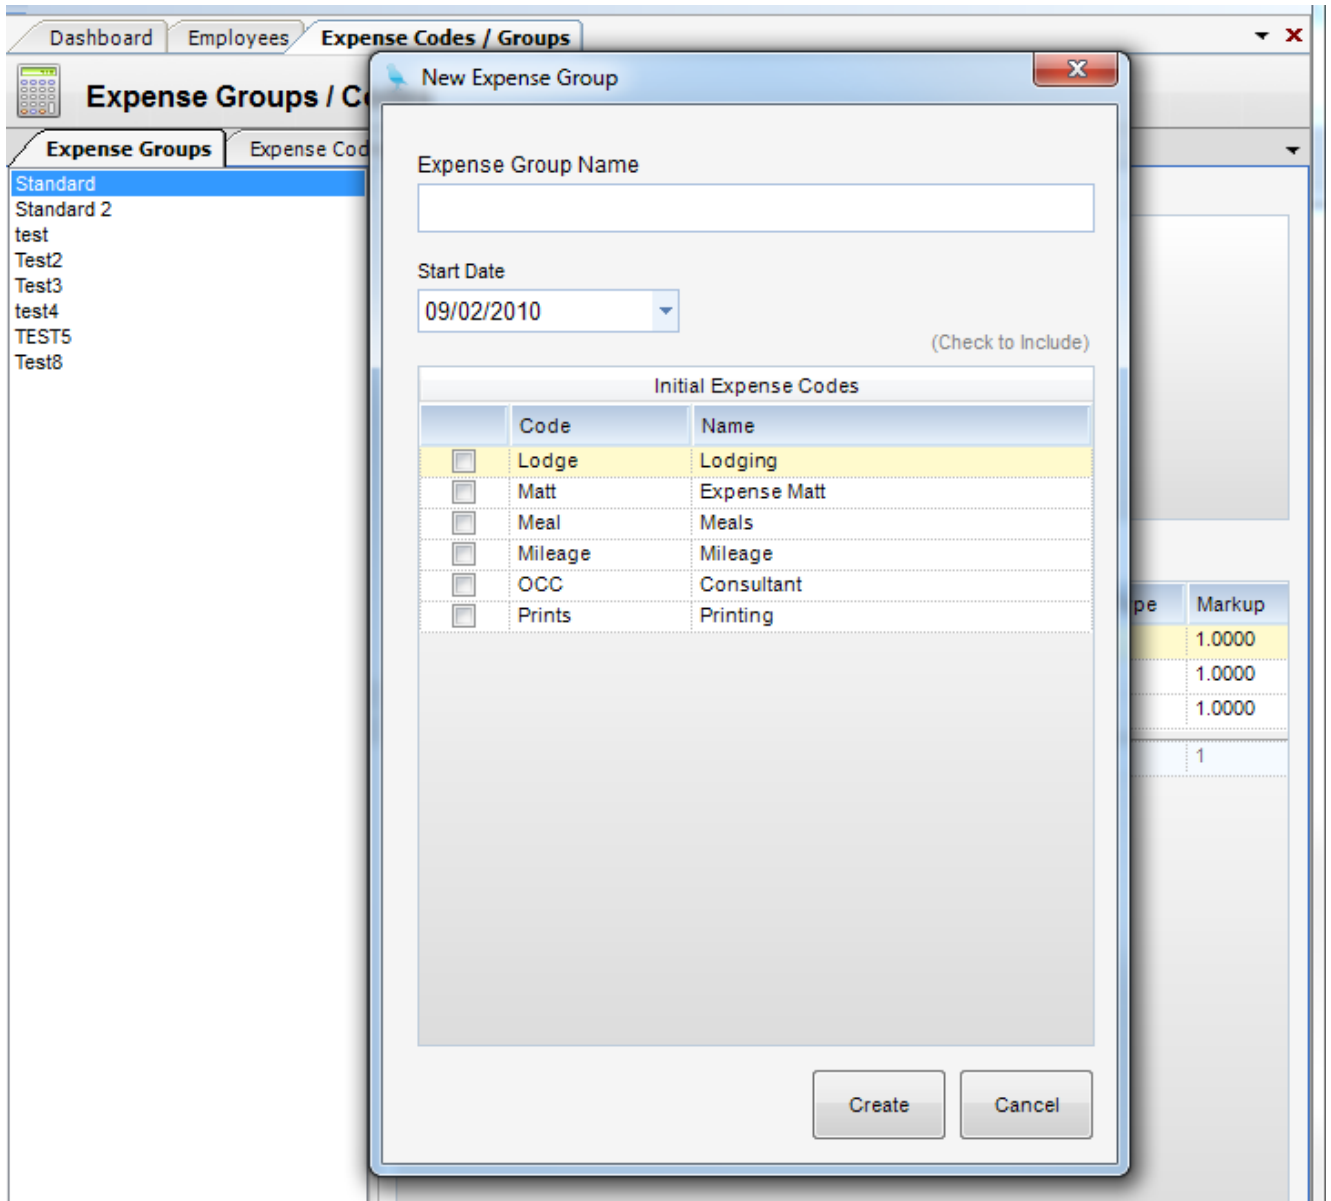 Dashboard Employees Expense Codes / Groups
Expense Groups /
Expense Groups Expense
Standard
Standard 2
test
Test2
Test3
test4
TEST5
Test8
New Expense Group
Expense Group Name
Start Date
09/02/2010
(Check to Include)
Initial Expense Codes
Code Name
Lodge Lodging
Matt Expense Matt
Meal Meals
Mileage Mileage
OCC Consultant
Prints Printing
Create Cancel
pe Markup
1.0000
1.0000
1.0000
1